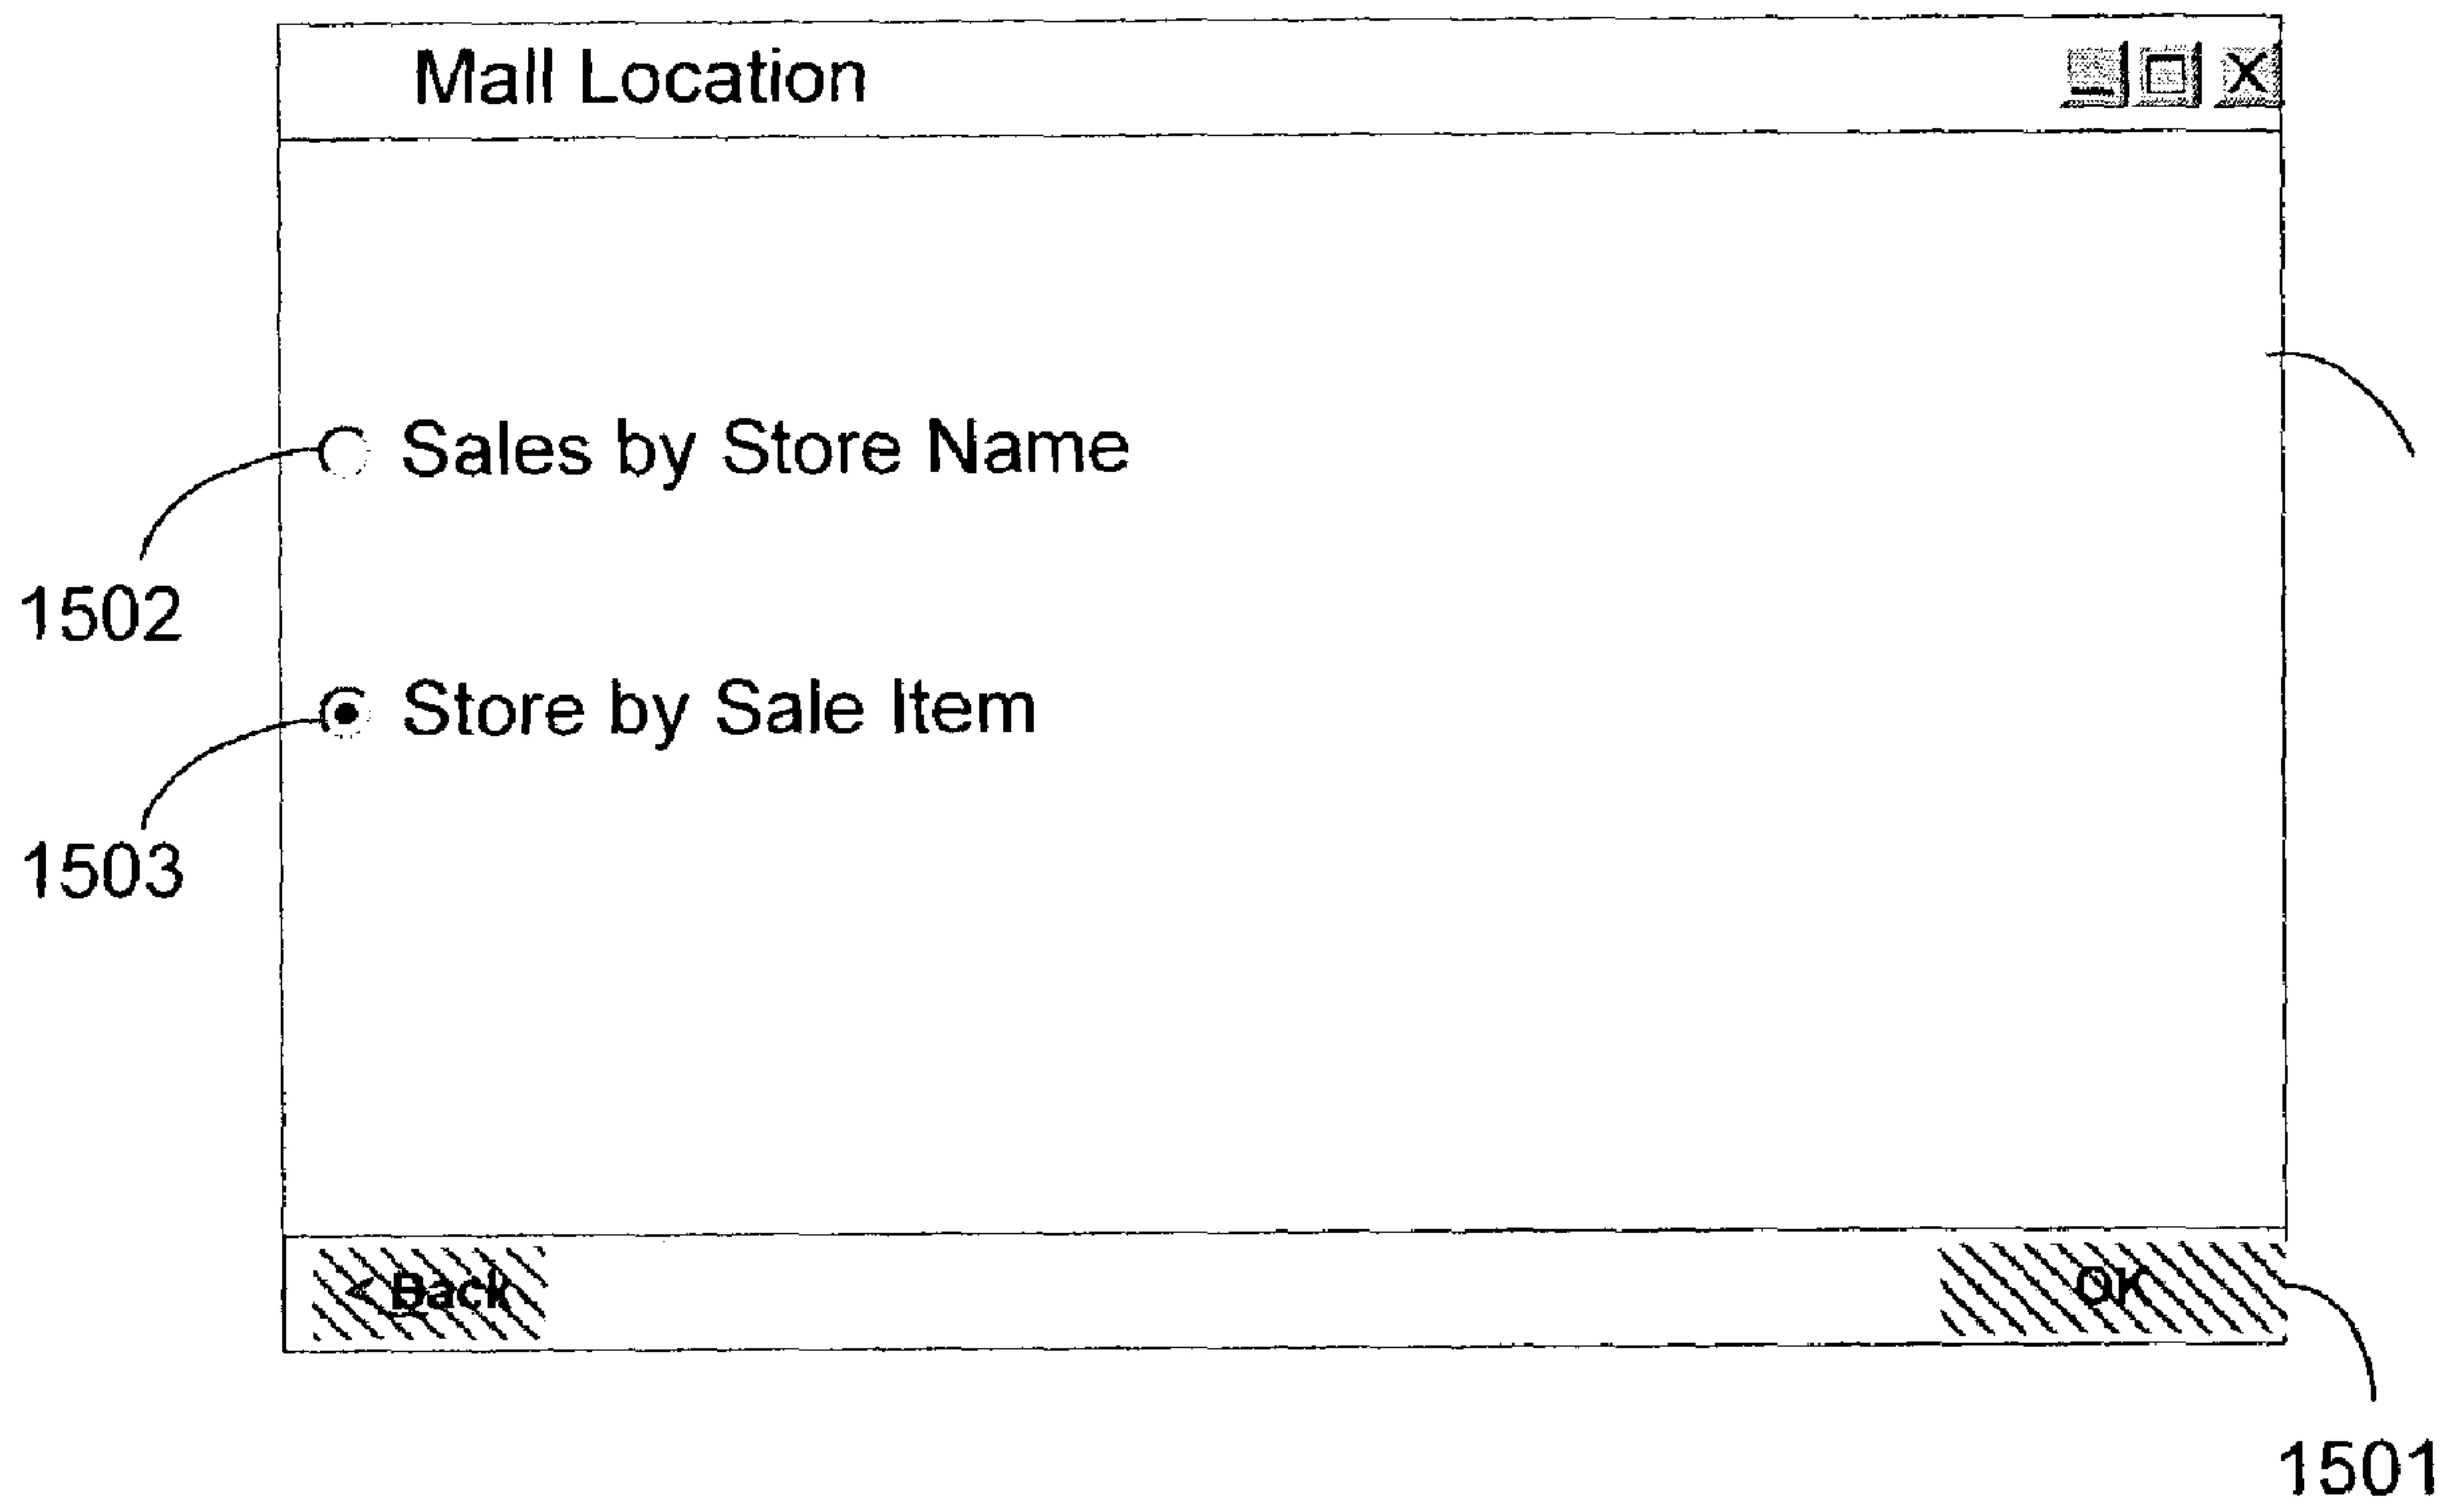 Mall Location
Sales by Store Name
1502
Store by Sale Item
1503
< Back
OK
1501